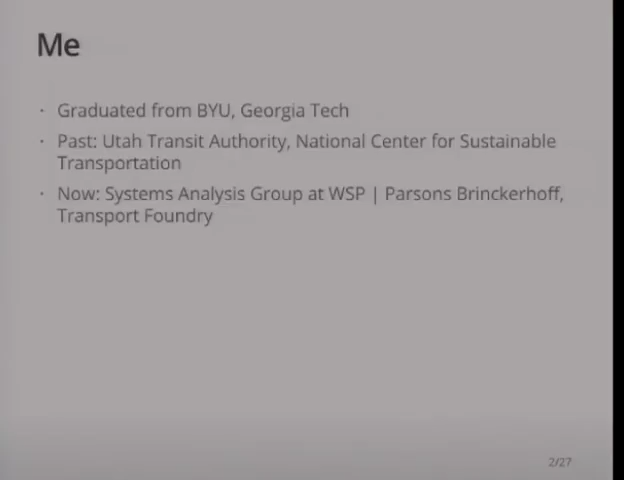 Me
· Graduated from BYU, Georgia Tech
· Past: Utah Transit Authority, National Center for Sustainable
Transportation
· Now: Systems Analysis Group at WSP | Parsons Brinckerhoff,
Transport Foundry
2/27